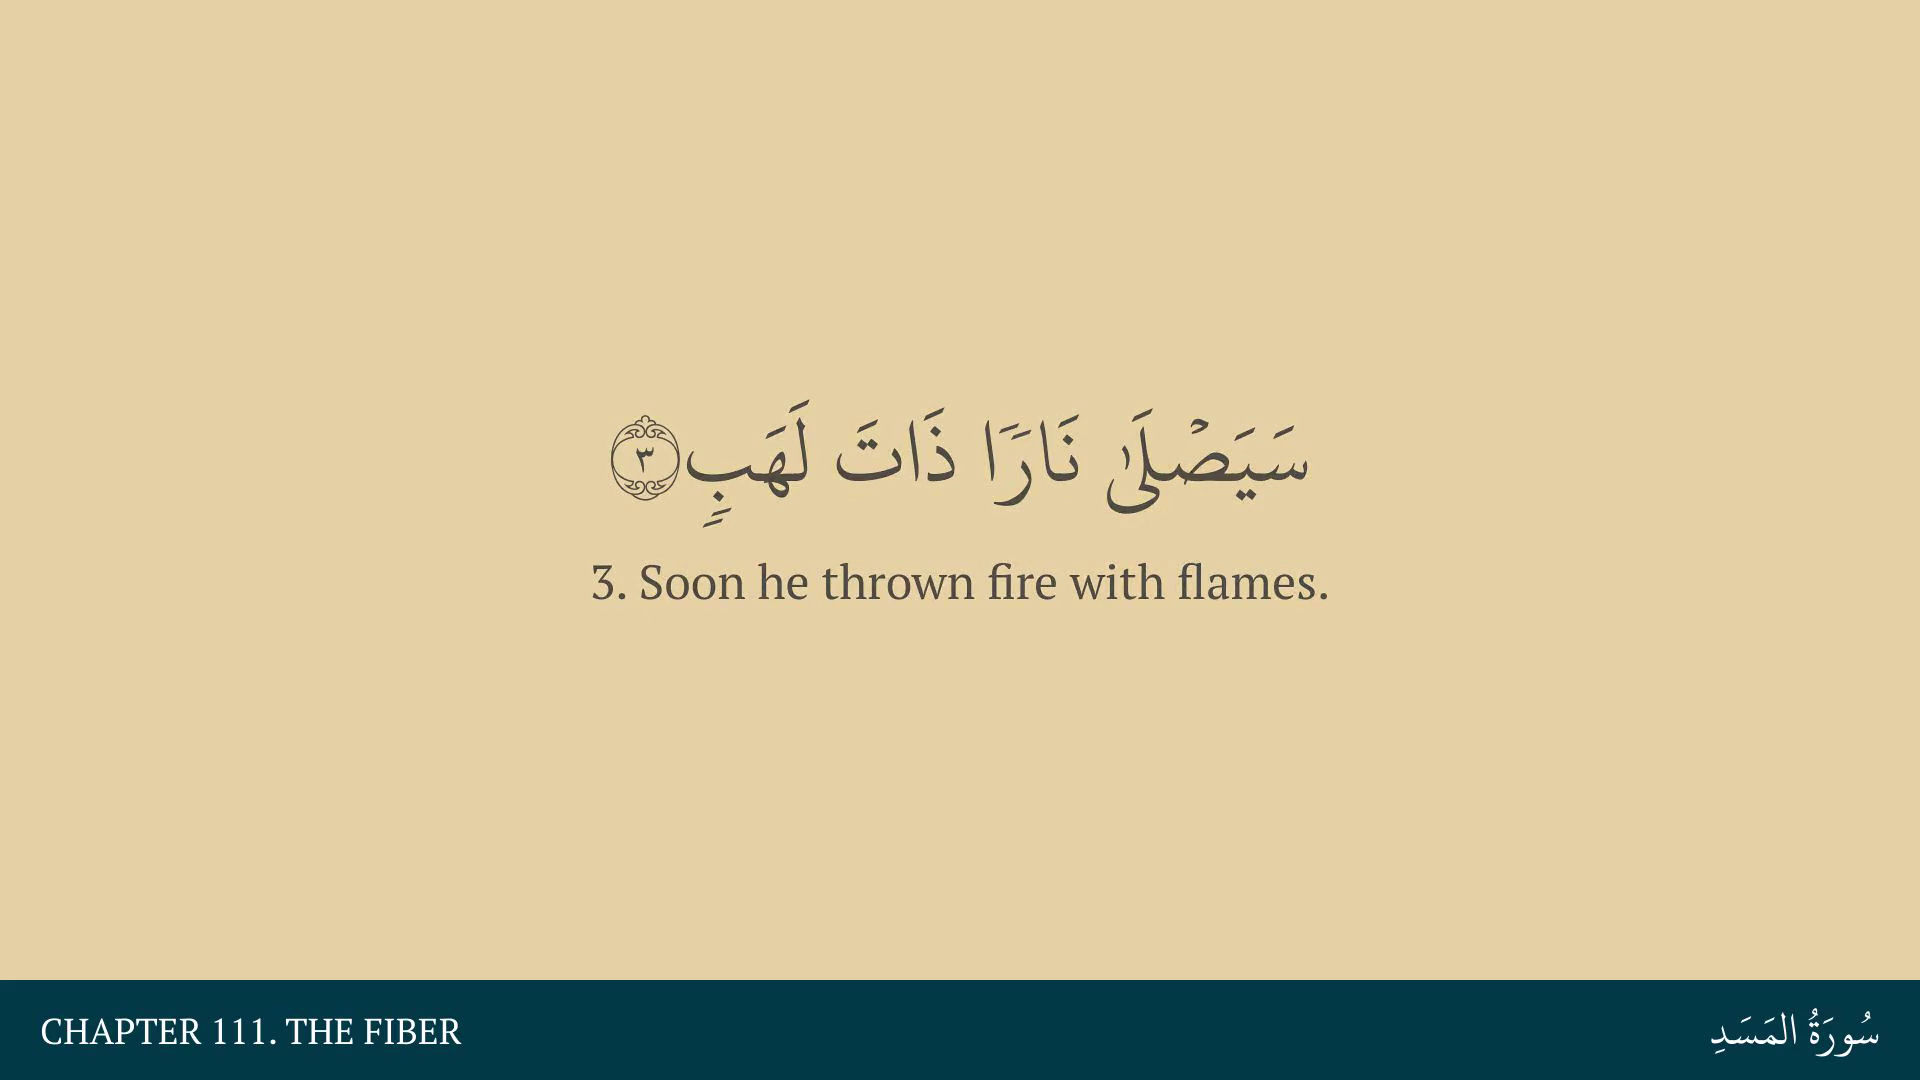 سَيَصْلَىٰ نَارًا ذَاتَ لَهَبٍ ٣
3. Soon he thrown fire with flames.
CHAPTER 111. THE FIBER
سُورَةُ المَسَدِ